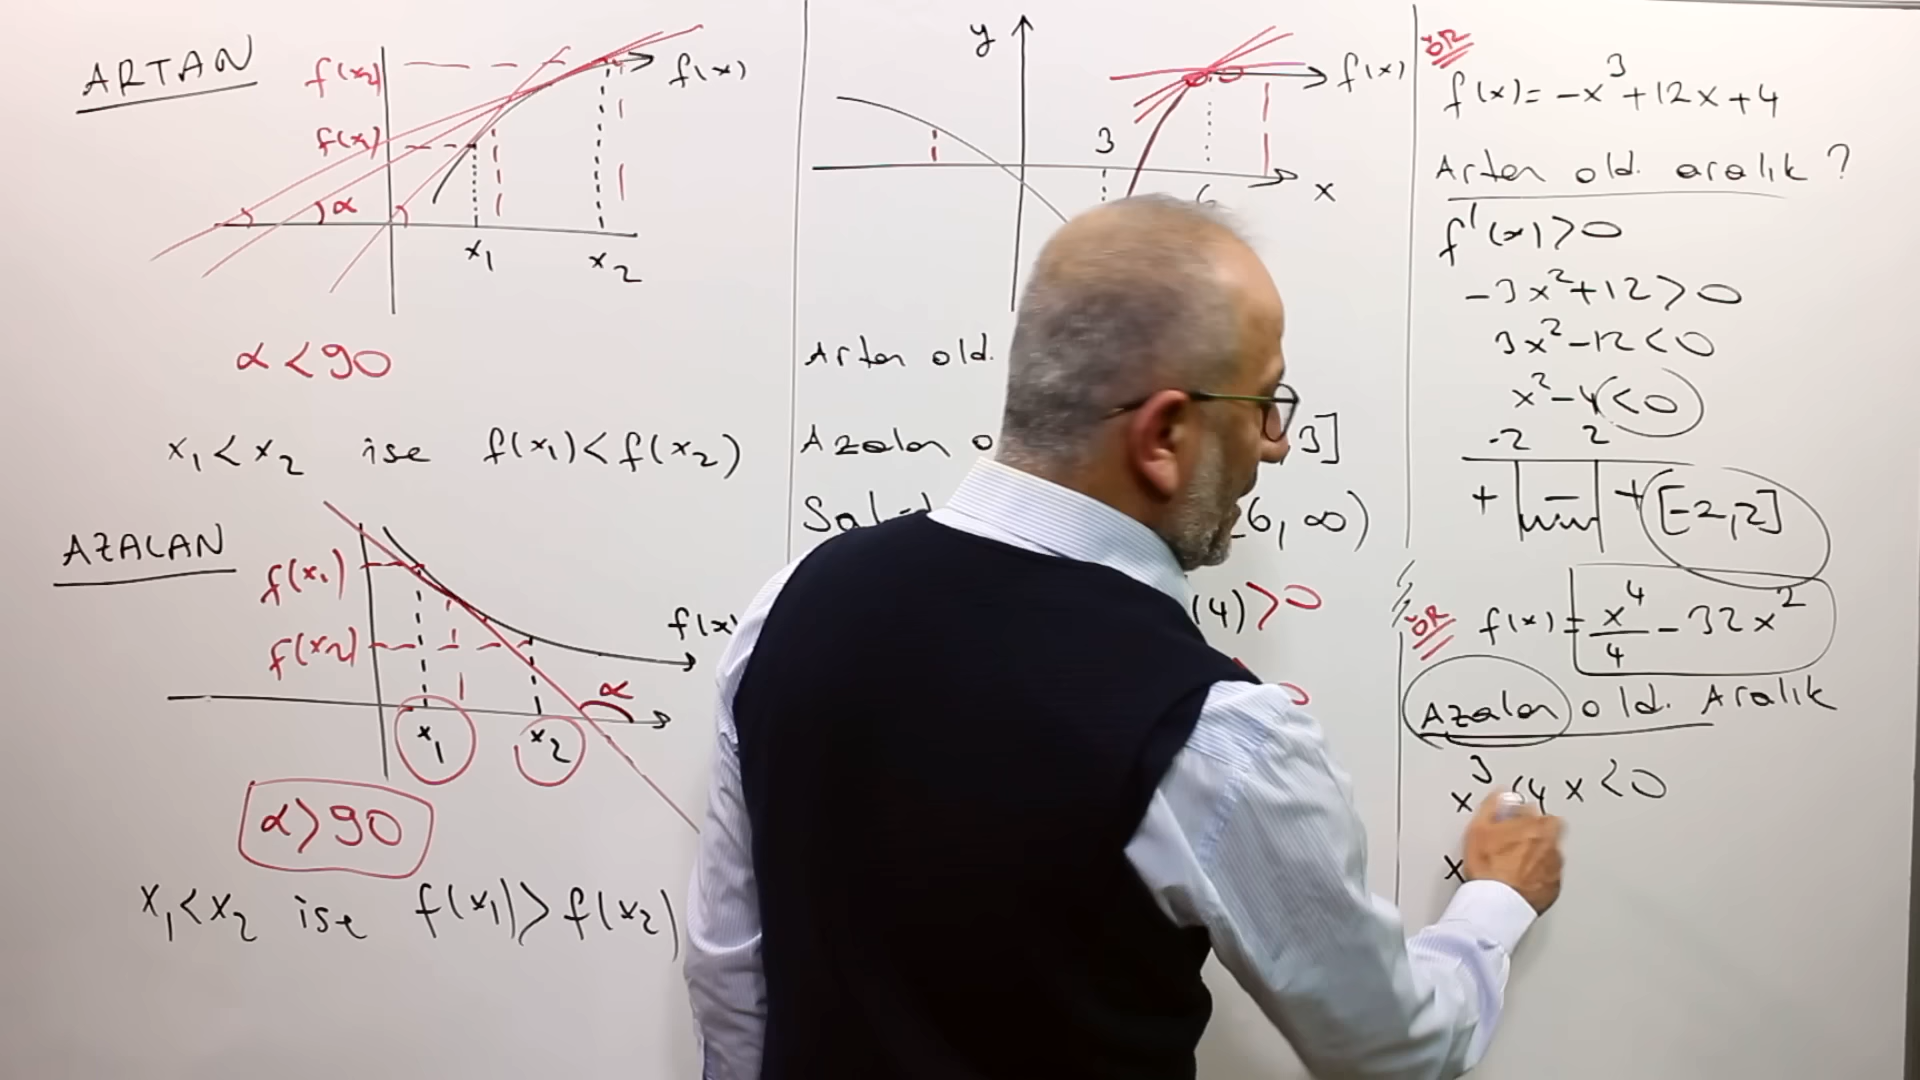 ARTAN
f(x₂)
f(x₁)
f(x)
α
x₁
x₂
α<90
x₁<x₂ ise f(x₁)<f(x₂)
AZALAN
f(x₁)
f(x₂)
f(x)
α
x₁
x₂
α>90
x₁<x₂ ise f(x₁)>f(x₂)
y
f(x)
3
6
x
Artan old.
Azalan
3]
6, ∞)
(4)>0
ÖR
f(x)=-x³+12x+4
Artan old. aralık?
f'(x)>0
-3x²+12>0
3x²-12<0
x²-4<0
-2 2
+ - + [-2,2]
ÖR f(x)=x⁴/4-32x²
Azalan old. Aralık
x³ 64x<0
x